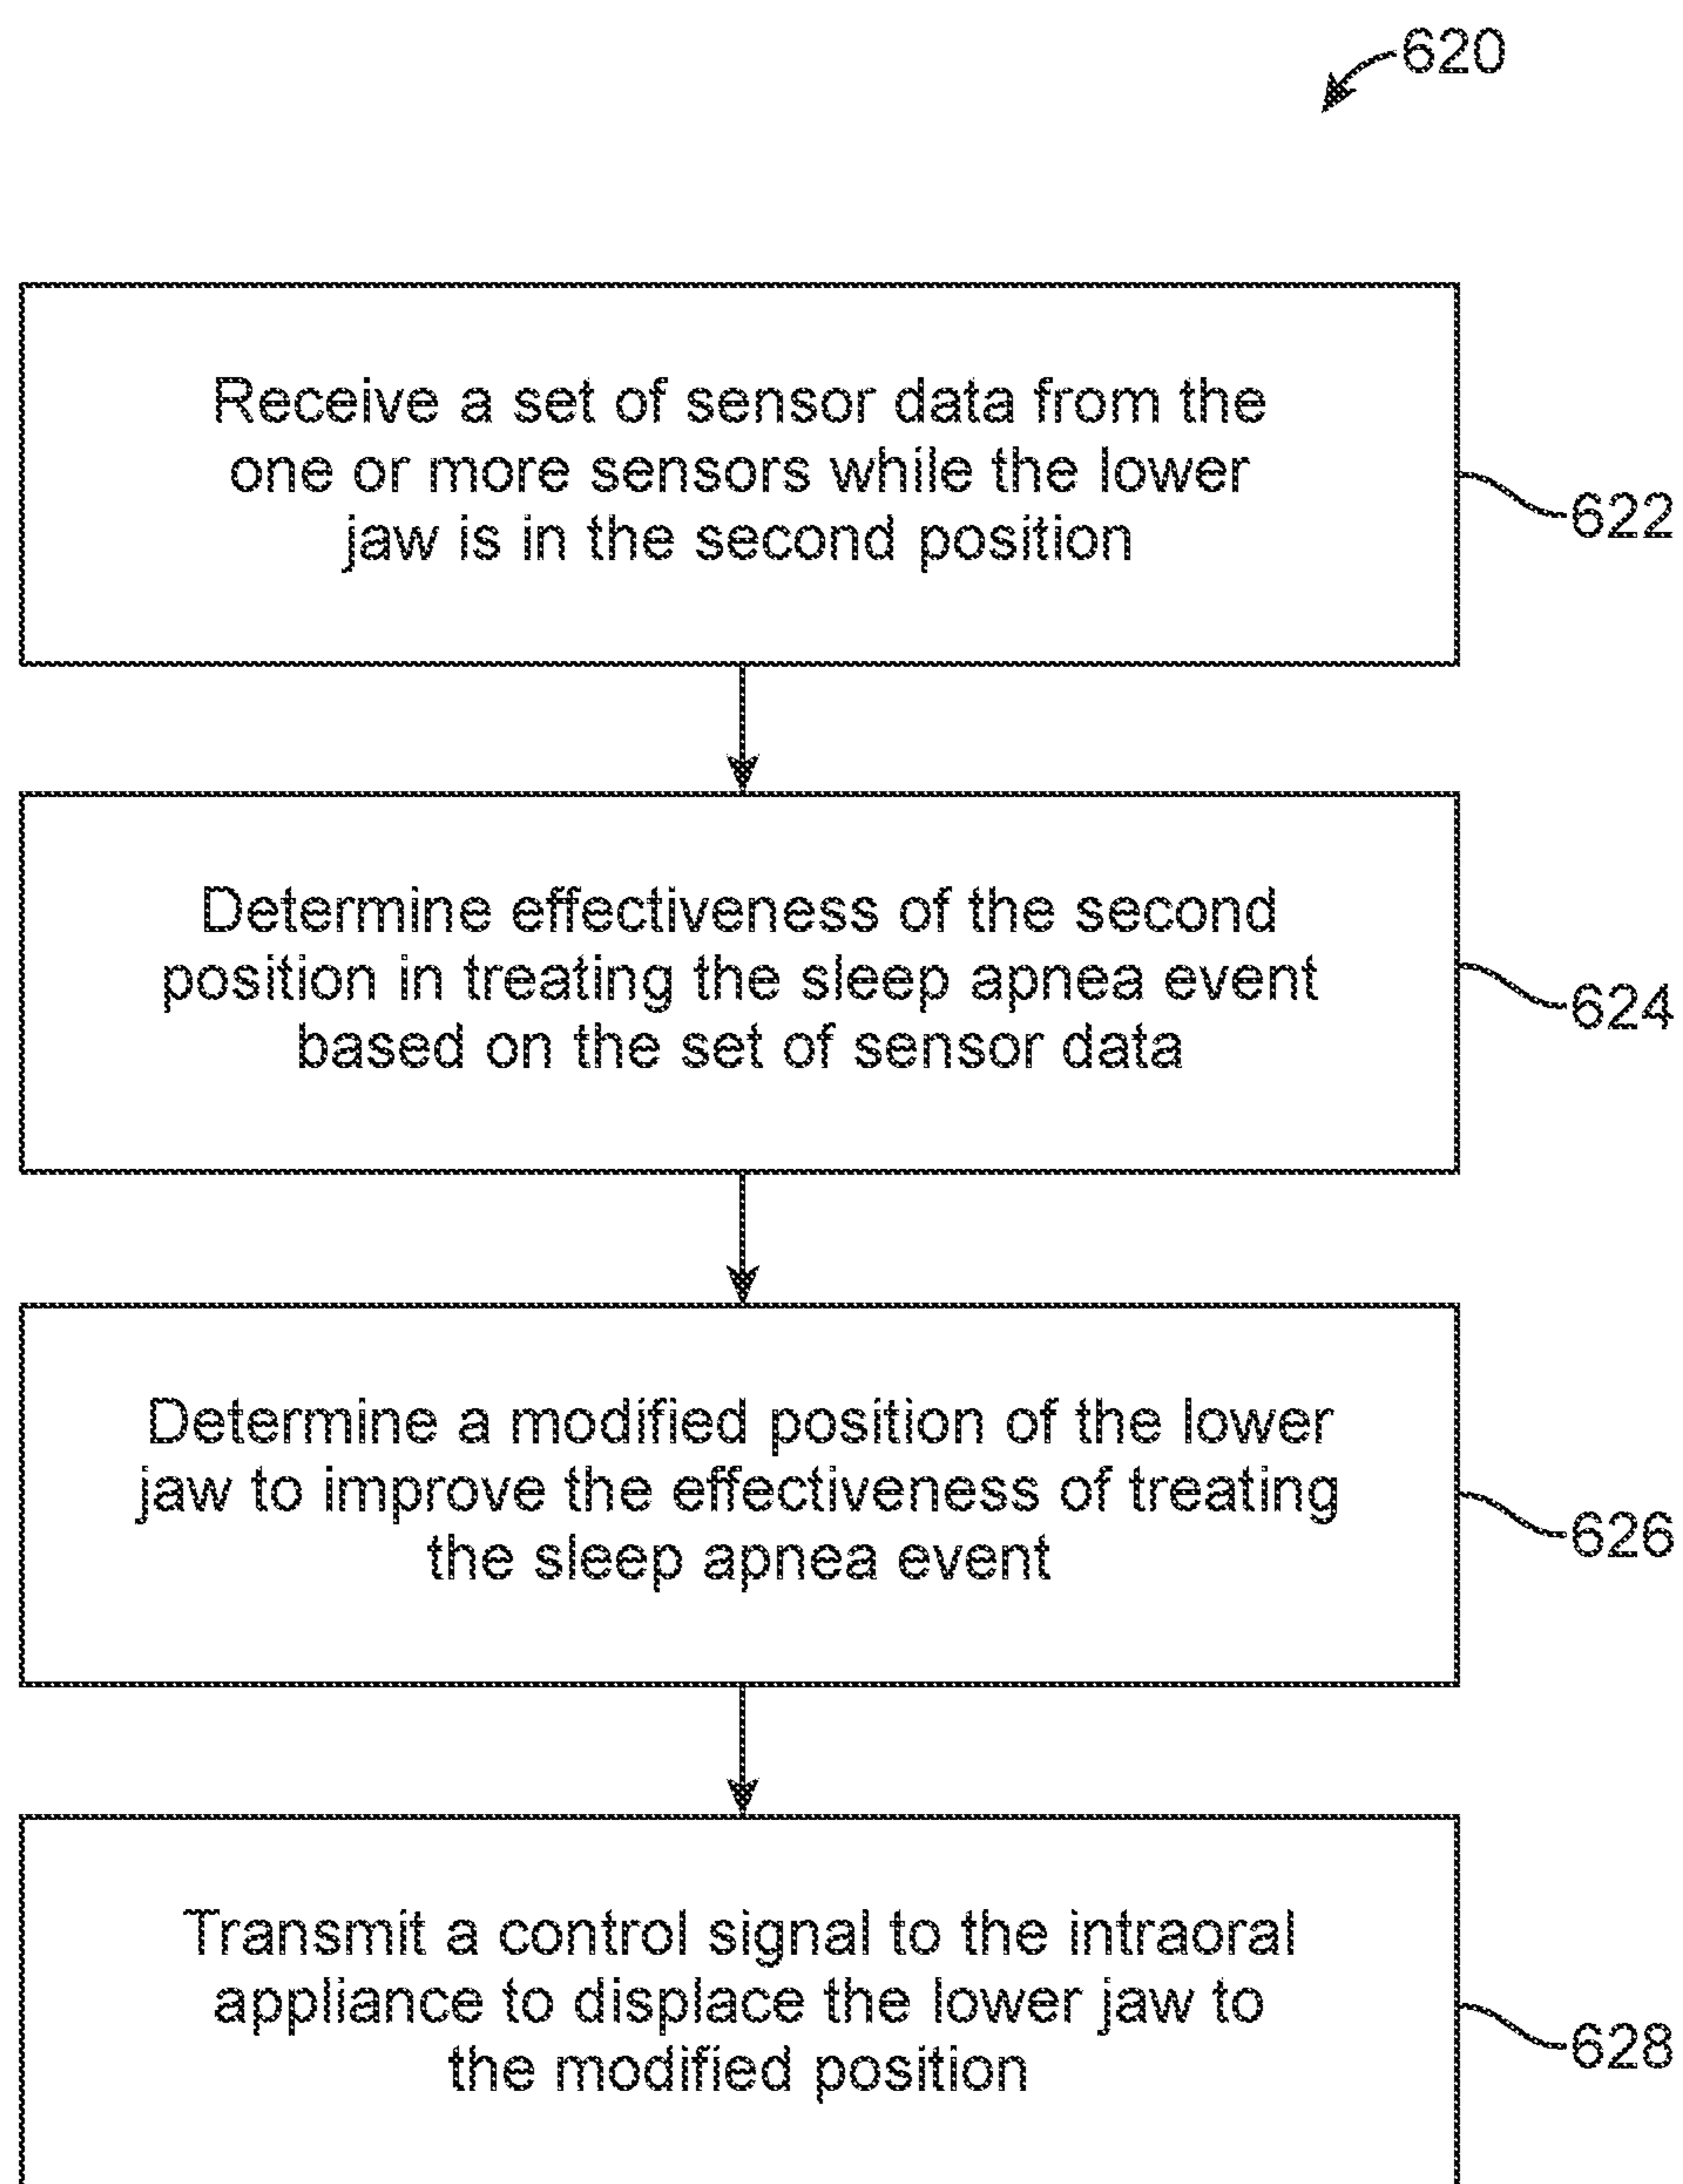 620
Receive a set of sensor data from the
one or more sensors while the lower
jaw is in the second position
622
Determine effectiveness of the second
position in treating the sleep apnea event
based on the set of sensor data
624
Determine a modified position of the lower
jaw to improve the effectiveness of treating
the sleep apnea event
626
Transmit a control signal to the intraoral
appliance to displace the lower jaw to
the modified position
628